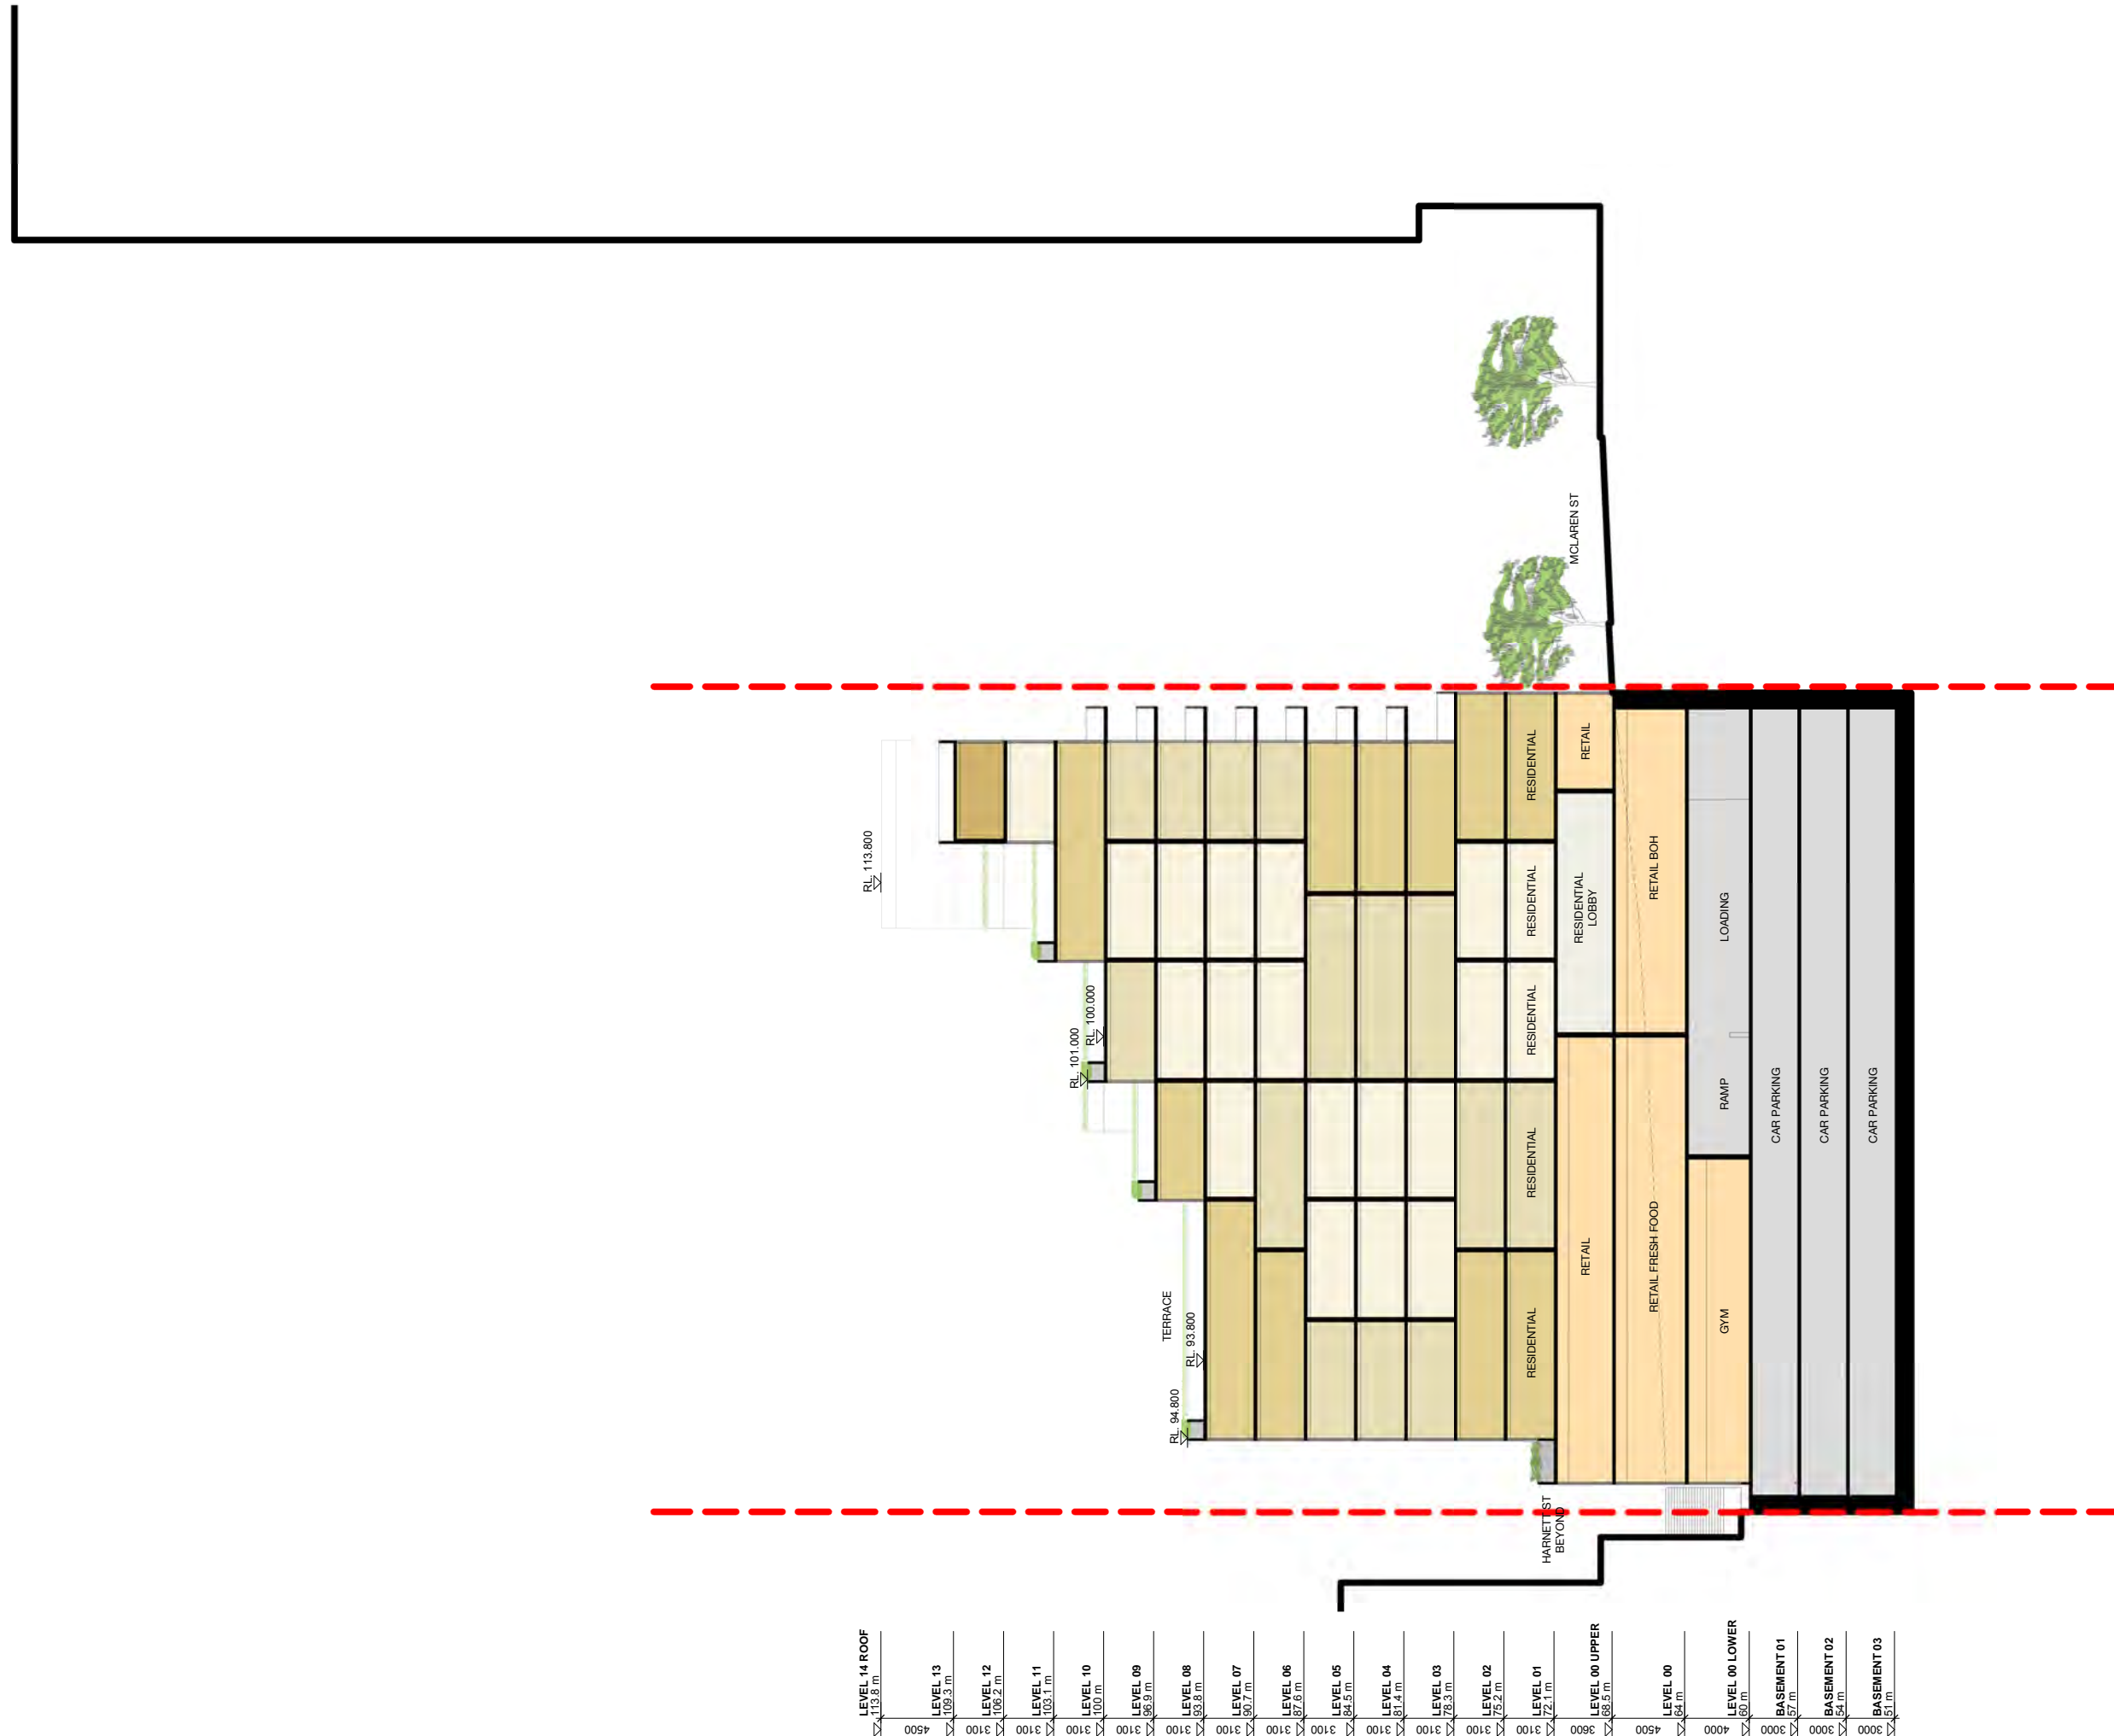 LEVEL 14 ROOF
113.8 m
4500
LEVEL 13
109.3 m
3100
LEVEL 12
106.2 m
3100
LEVEL 11
103.1 m
3100
LEVEL 10
100 m
3100
LEVEL 09
96.9 m
3100
LEVEL 08
93.8 m
3100
LEVEL 07
90.7 m
3100
LEVEL 06
87.6 m
3100
LEVEL 05
84.5 m
3100
LEVEL 04
81.4 m
3100
LEVEL 03
78.3 m
3100
LEVEL 02
75.2 m
3100
LEVEL 01
72.1 m
3600
LEVEL 00 UPPER
68.5 m
4500
LEVEL 00
64 m
4000
LEVEL 00 LOWER
60 m
3000
BASEMENT 01
57 m
3000
BASEMENT 02
54 m
3000
BASEMENT 03
51 m
RL. 113.800
RL. 101.000
RL. 100.000
TERRACE
RL. 94.800
RL. 93.800
HARNETT ST
BEYOND
RESIDENTIAL
RESIDENTIAL
RESIDENTIAL
RESIDENTIAL
RESIDENTIAL
MCLAREN ST
RETAIL
RESIDENTIAL
LOBBY
RETAIL
RETAIL FRESH FOOD
RETAIL BOH
GYM
RAMP
LOADING
CAR PARKING
CAR PARKING
CAR PARKING